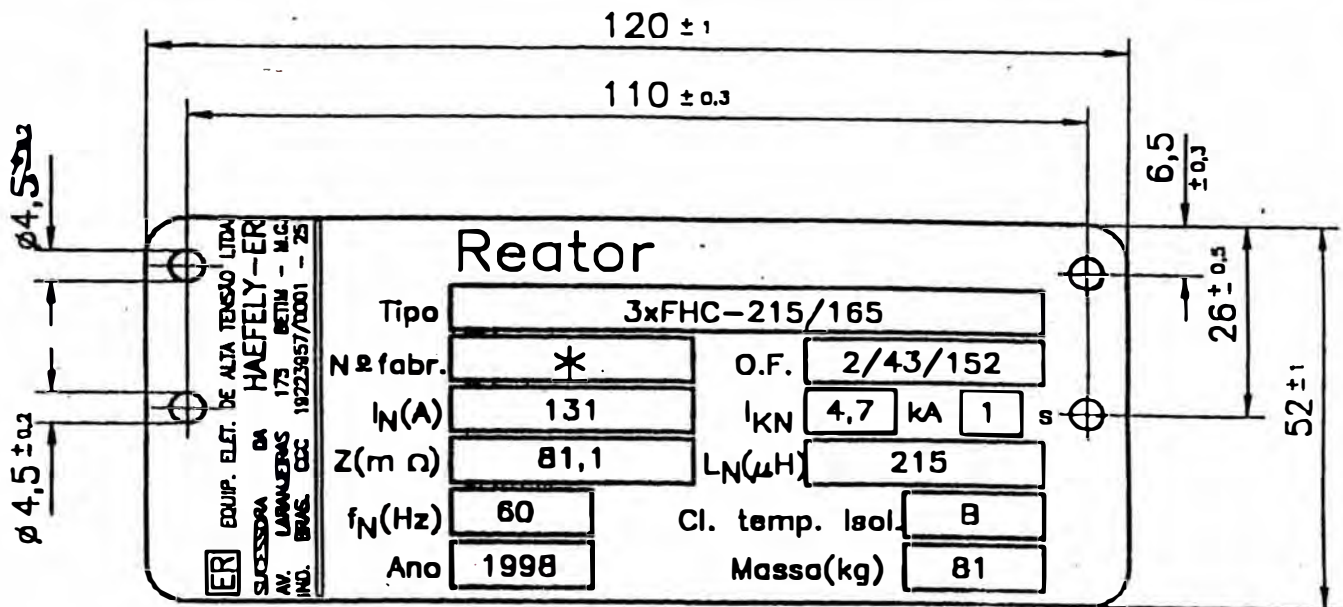 120 ±1
110 ±0.3
6,5 ±0,3
26±0,5
52±1
ø4,5
ø4,5±0.2
ER
EQUIP. ELET. DE ALTA TENSÃO LTDA
SUCESSORA DA HAEFELY-ER
AV. LARANJEIRAS 175 BETIM - M.G.
IND. BRAS. CGC 19223957/0001 - 25
Reator
Tipo 3xFHC-215/165
Nº fabr. * O.F. 2/43/152
IN(A) 131 IKN 4,7 kA 1 s
Z(m Ω) 81,1 LN(μH) 215
fN(Hz) 60 Cl. temp. Isol. B
Ano 1998 Massa(kg) 81